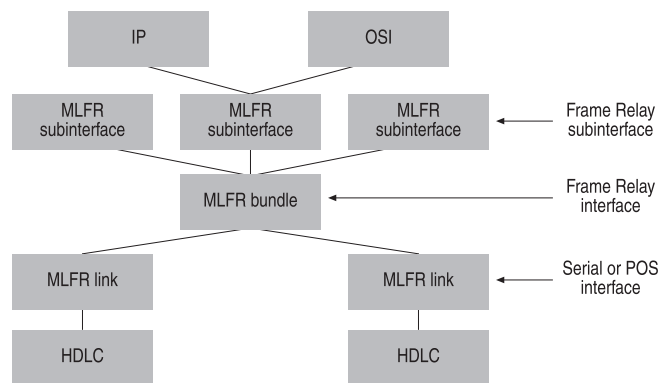 IP
OSI
MLFR
subinterface
MLFR
subinterface
MLFR
subinterface
Frame Relay
subinterface
MLFR bundle
Frame Relay
interface
MLFR link
MLFR link
Serial or POS
interface
HDLC
HDLC